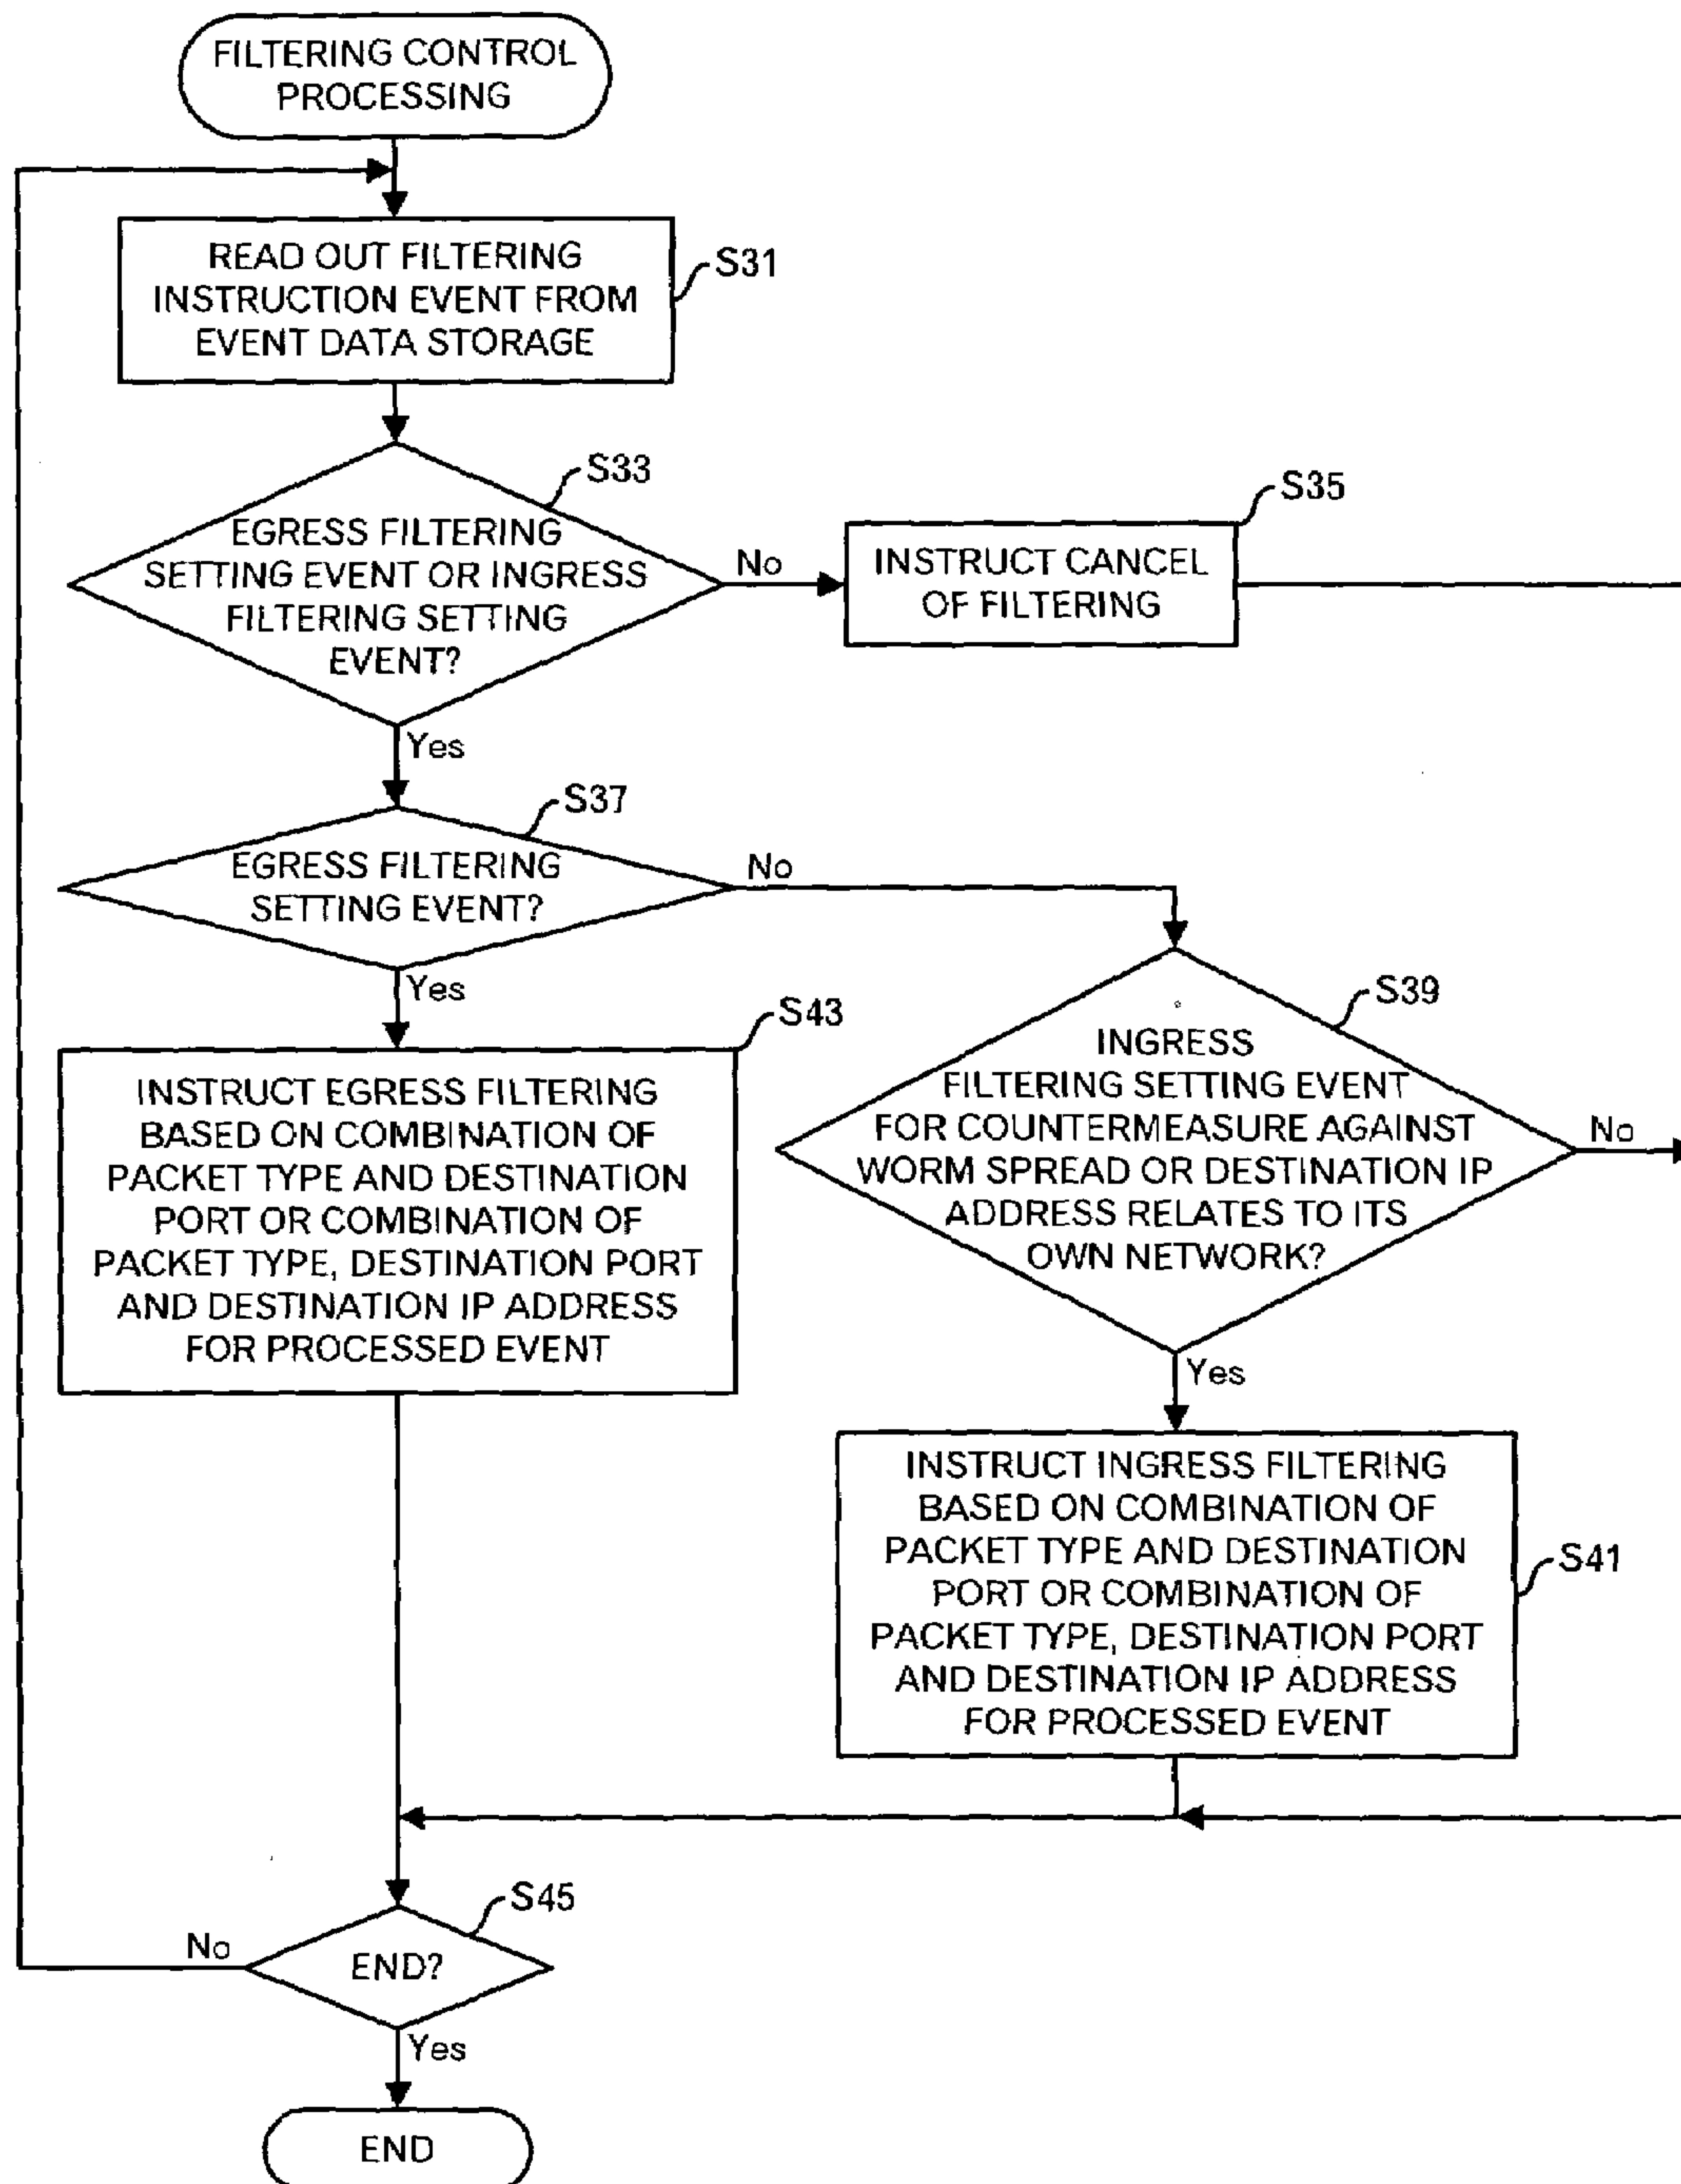 FILTERING CONTROL
PROCESSING
READ OUT FILTERING
INSTRUCTION EVENT FROM
EVENT DATA STORAGE
S31
S33
EGRESS FILTERING
SETTING EVENT OR INGRESS
FILTERING SETTING
EVENT?
No
S35
INSTRUCT CANCEL
OF FILTERING
Yes
S37
EGRESS FILTERING
SETTING EVENT?
No
Yes
S43
INSTRUCT EGRESS FILTERING
BASED ON COMBINATION OF
PACKET TYPE AND DESTINATION
PORT OR COMBINATION OF
PACKET TYPE, DESTINATION PORT
AND DESTINATION IP ADDRESS
FOR PROCESSED EVENT
S39
INGRESS
FILTERING SETTING EVENT
FOR COUNTERMEASURE AGAINST
WORM SPREAD OR DESTINATION IP
ADDRESS RELATES TO ITS
OWN NETWORK?
No
Yes
INSTRUCT INGRESS FILTERING
BASED ON COMBINATION OF
PACKET TYPE AND DESTINATION
PORT OR COMBINATION OF
PACKET TYPE, DESTINATION PORT
AND DESTINATION IP ADDRESS
FOR PROCESSED EVENT
S41
S45
END?
No
Yes
END